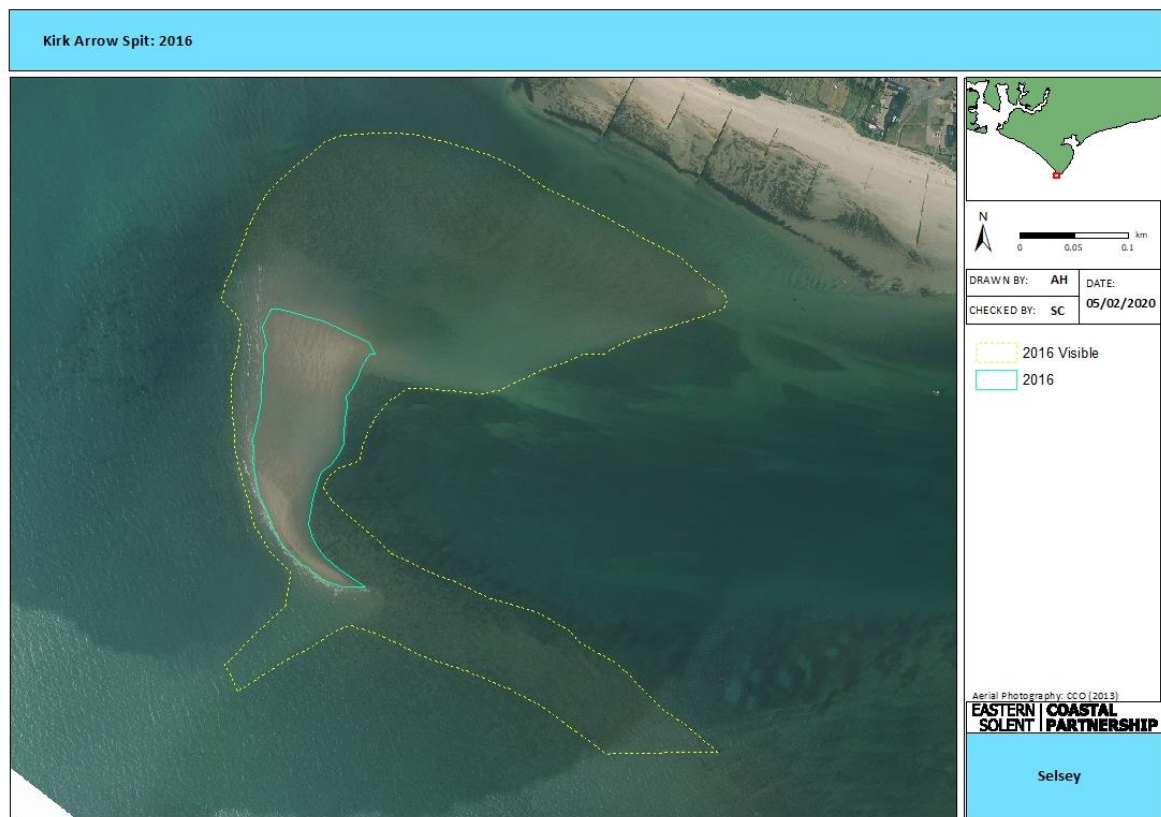 Kirk Arrow Spit: 2016
N
km
0 0.05 0.1
DRAWN BY: AH
DATE:
05/02/2020
CHECKED BY: SC
2016 Visible
2016
Aerial Photography: CCO (2013)
EASTERN SOLENT
COASTAL PARTNERSHIP
Selsey